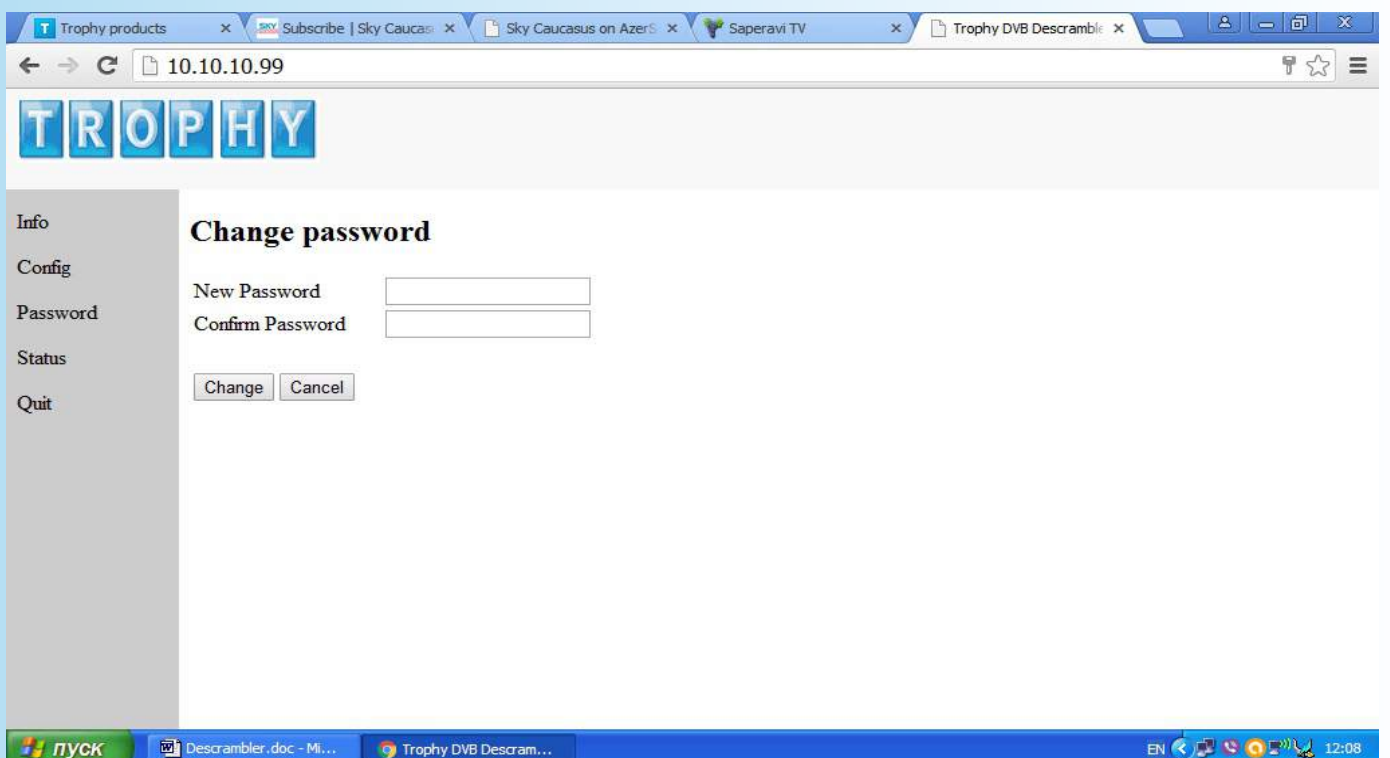 Trophy products
SKY Subscribe | Sky Caucas
Sky Caucasus on AzerS
Saperavi TV
Trophy DVB Descramble
10.10.10.99
TROPHY
Info
Config
Password
Status
Quit
Change password
New Password
Confirm Password
Change Cancel
пуск
Descrambler.doc - Mi...
Trophy DVB Descram...
EN
12:08